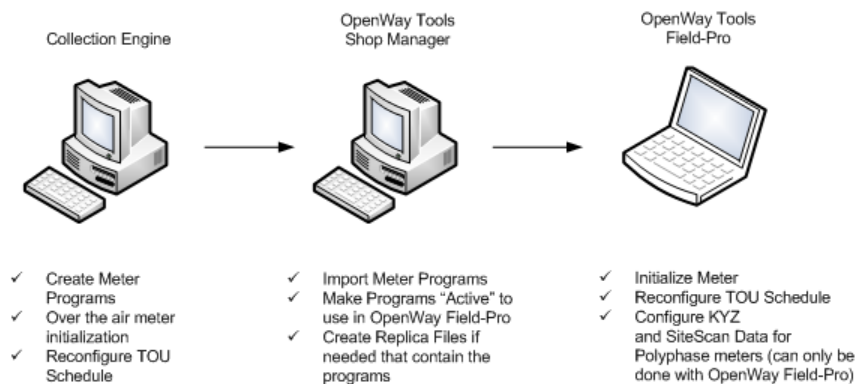 Collection Engine
OpenWay Tools
Shop Manager
OpenWay Tools
Field-Pro
✓ Create Meter
Programs
✓ Over the air meter
initialization
✓ Reconfigure TOU
Schedule
✓ Import Meter Programs
✓ Make Programs “Active” to
use in OpenWay Field-Pro
✓ Create Replica Files if
needed that contain the
programs
✓ Initialize Meter
✓ Reconfigure TOU Schedule
✓ Configure KYZ
and SiteScan Data for
Polyphase meters (can only be
done with OpenWay Field-Pro)